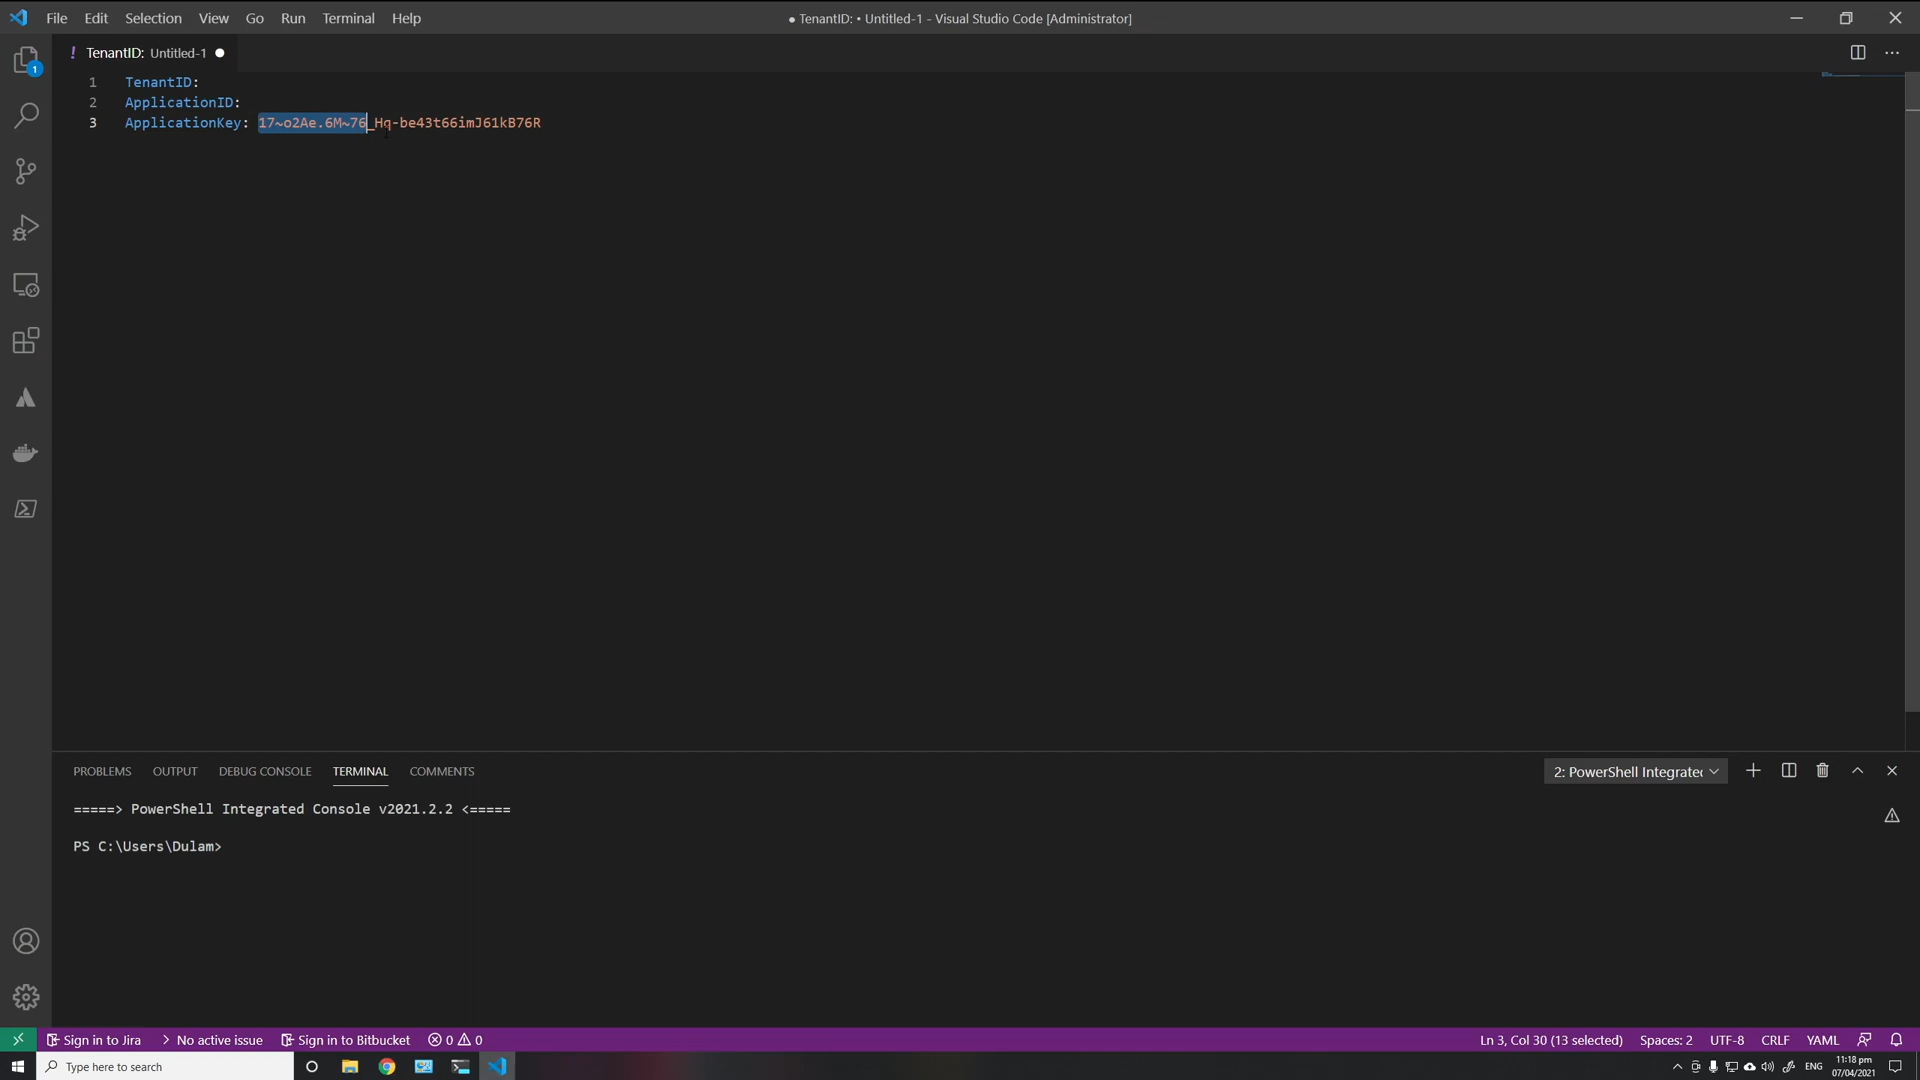 File Edit Selection View Go Run Terminal Help
● TenantID: • Untitled-1 - Visual Studio Code [Administrator]
! TenantID: Untitled-1 ●
1
1 TenantID:
2 ApplicationID:
3 ApplicationKey: 17~o2Ae.6M~76_Hq-be43t66imJ61kB76R
PROBLEMS OUTPUT DEBUG CONSOLE TERMINAL COMMENTS
2: PowerShell Integrated
=====> PowerShell Integrated Console v2021.2.2 <=====
PS C:\Users\Dulam>
Sign in to Jira > No active issue Sign in to Bitbucket 0 0
Ln 3, Col 30 (13 selected) Spaces: 2 UTF-8 CRLF YAML
Type here to search
ENG
11:18 pm
07/04/2021